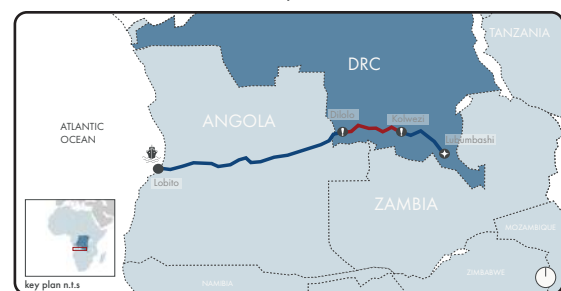 TANZANIA
DRC
Dilolo
Kolwezi
ANGOLA
ATLANTIC
OCEAN
Lubumbashi
Lobito
ZAMBIA
MOZAMBIQUE
ZIMBABWE
NAMIBIA
key plan n.t.s